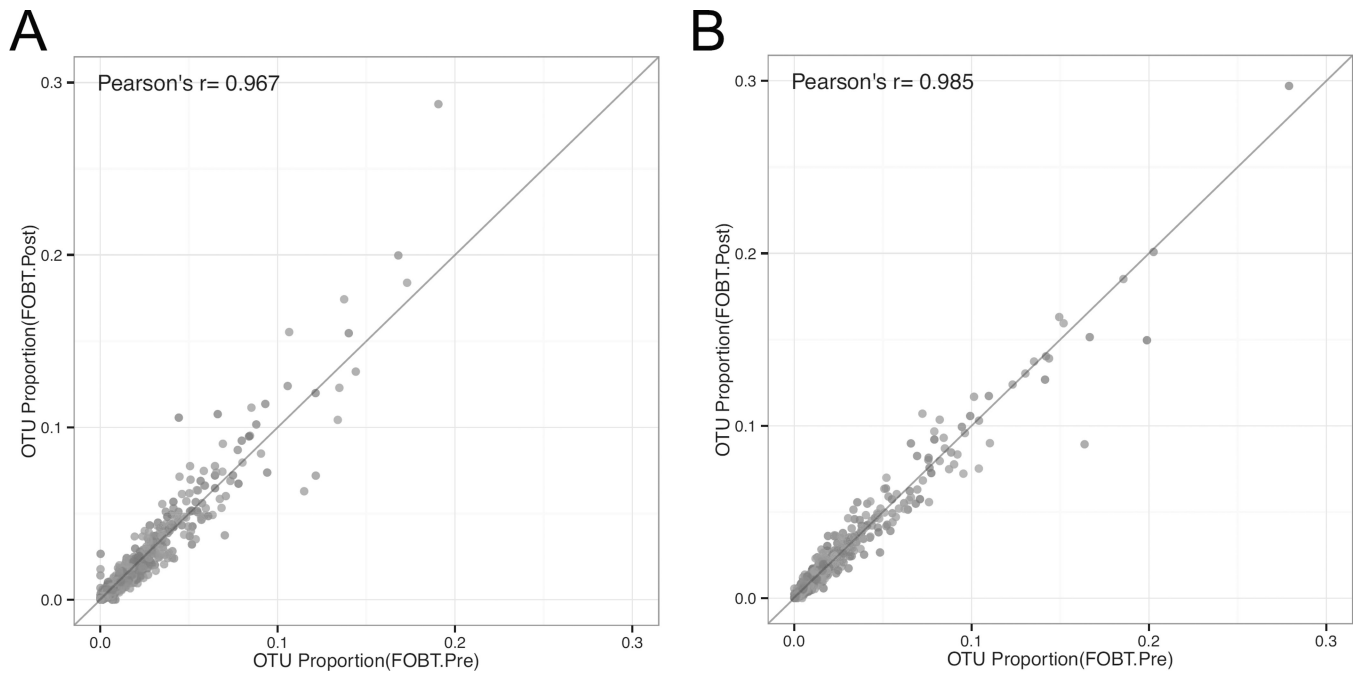 A
Pearson's r= 0.967
OTU Proportion(FOBT.Post)
0.3
0.2
0.1
0.0
0.0 0.1 0.2 0.3
OTU Proportion(FOBT.Pre)
B
Pearson's r= 0.985
OTU Proportion(FOBT.Post)
0.3
0.2
0.1
0.0
0.0 0.1 0.2 0.3
OTU Proportion(FOBT.Pre)